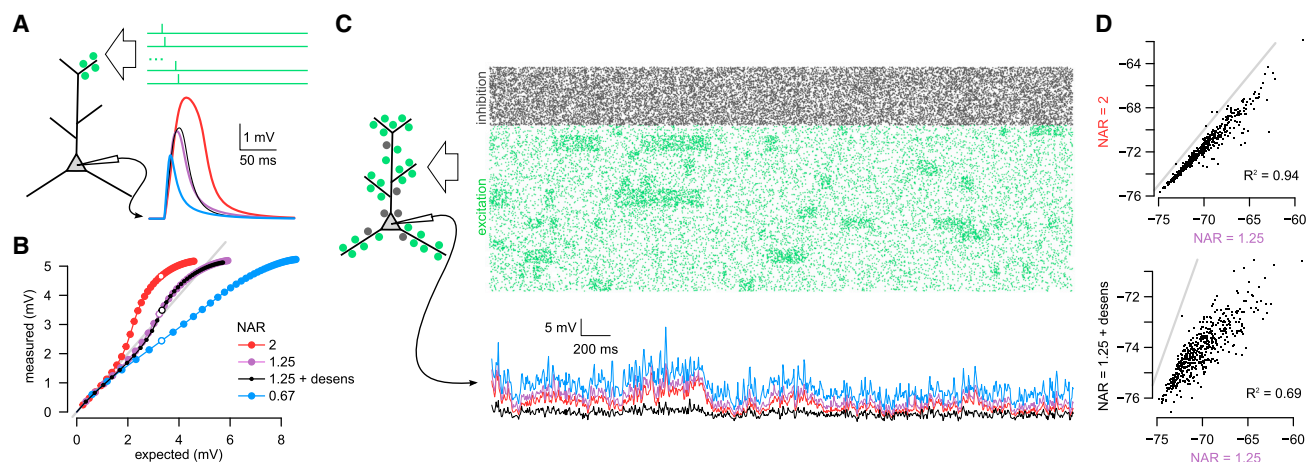 A
1 mV
50 ms
B
measured (mV)
5
4
3
2
1
0
0 2 4 6 8
expected (mV)
NAR
2
1.25
1.25 + desens
0.67
C
inhibition
excitation
5 mV
200 ms
D
NAR = 2
−62
−64
−68
−72
−76
R² = 0.94
−75 −70 −65 −60
NAR = 1.25
NAR = 1.25 + desens
−72
−74
−76
R² = 0.69
−75 −70 −65 −60
NAR = 1.25